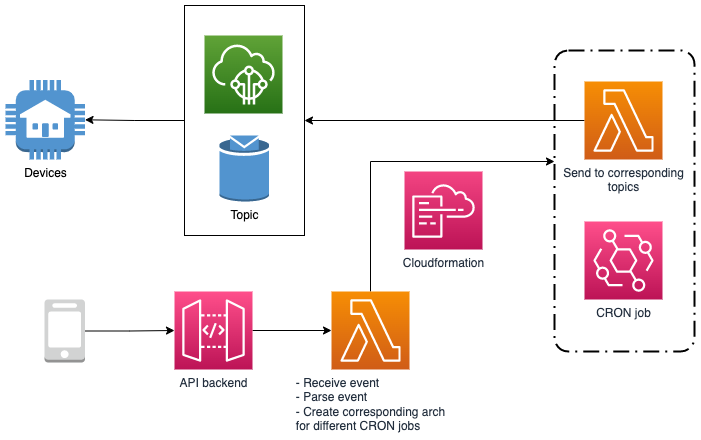 Devices
Topic
Send to corresponding
topics
Cloudformation
CRON job
</>
API backend
- Receive event
- Parse event
- Create corresponding arch
for different CRON jobs